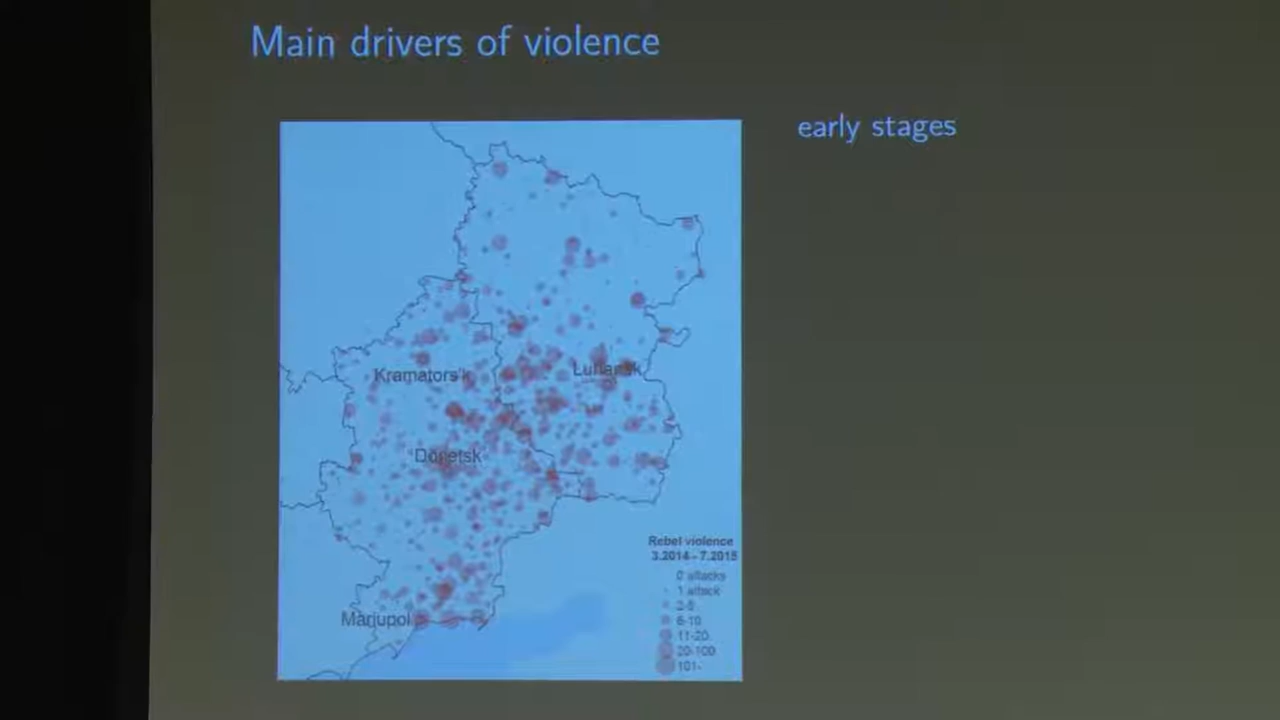 Main drivers of violence
early stages
Kramators'k
Luhansk
Donetsk
Mariupol
Rebel violence
3.2014 - 7.2015
0 attacks
1 attack
2-5
6-10
11-20
20-100
101-